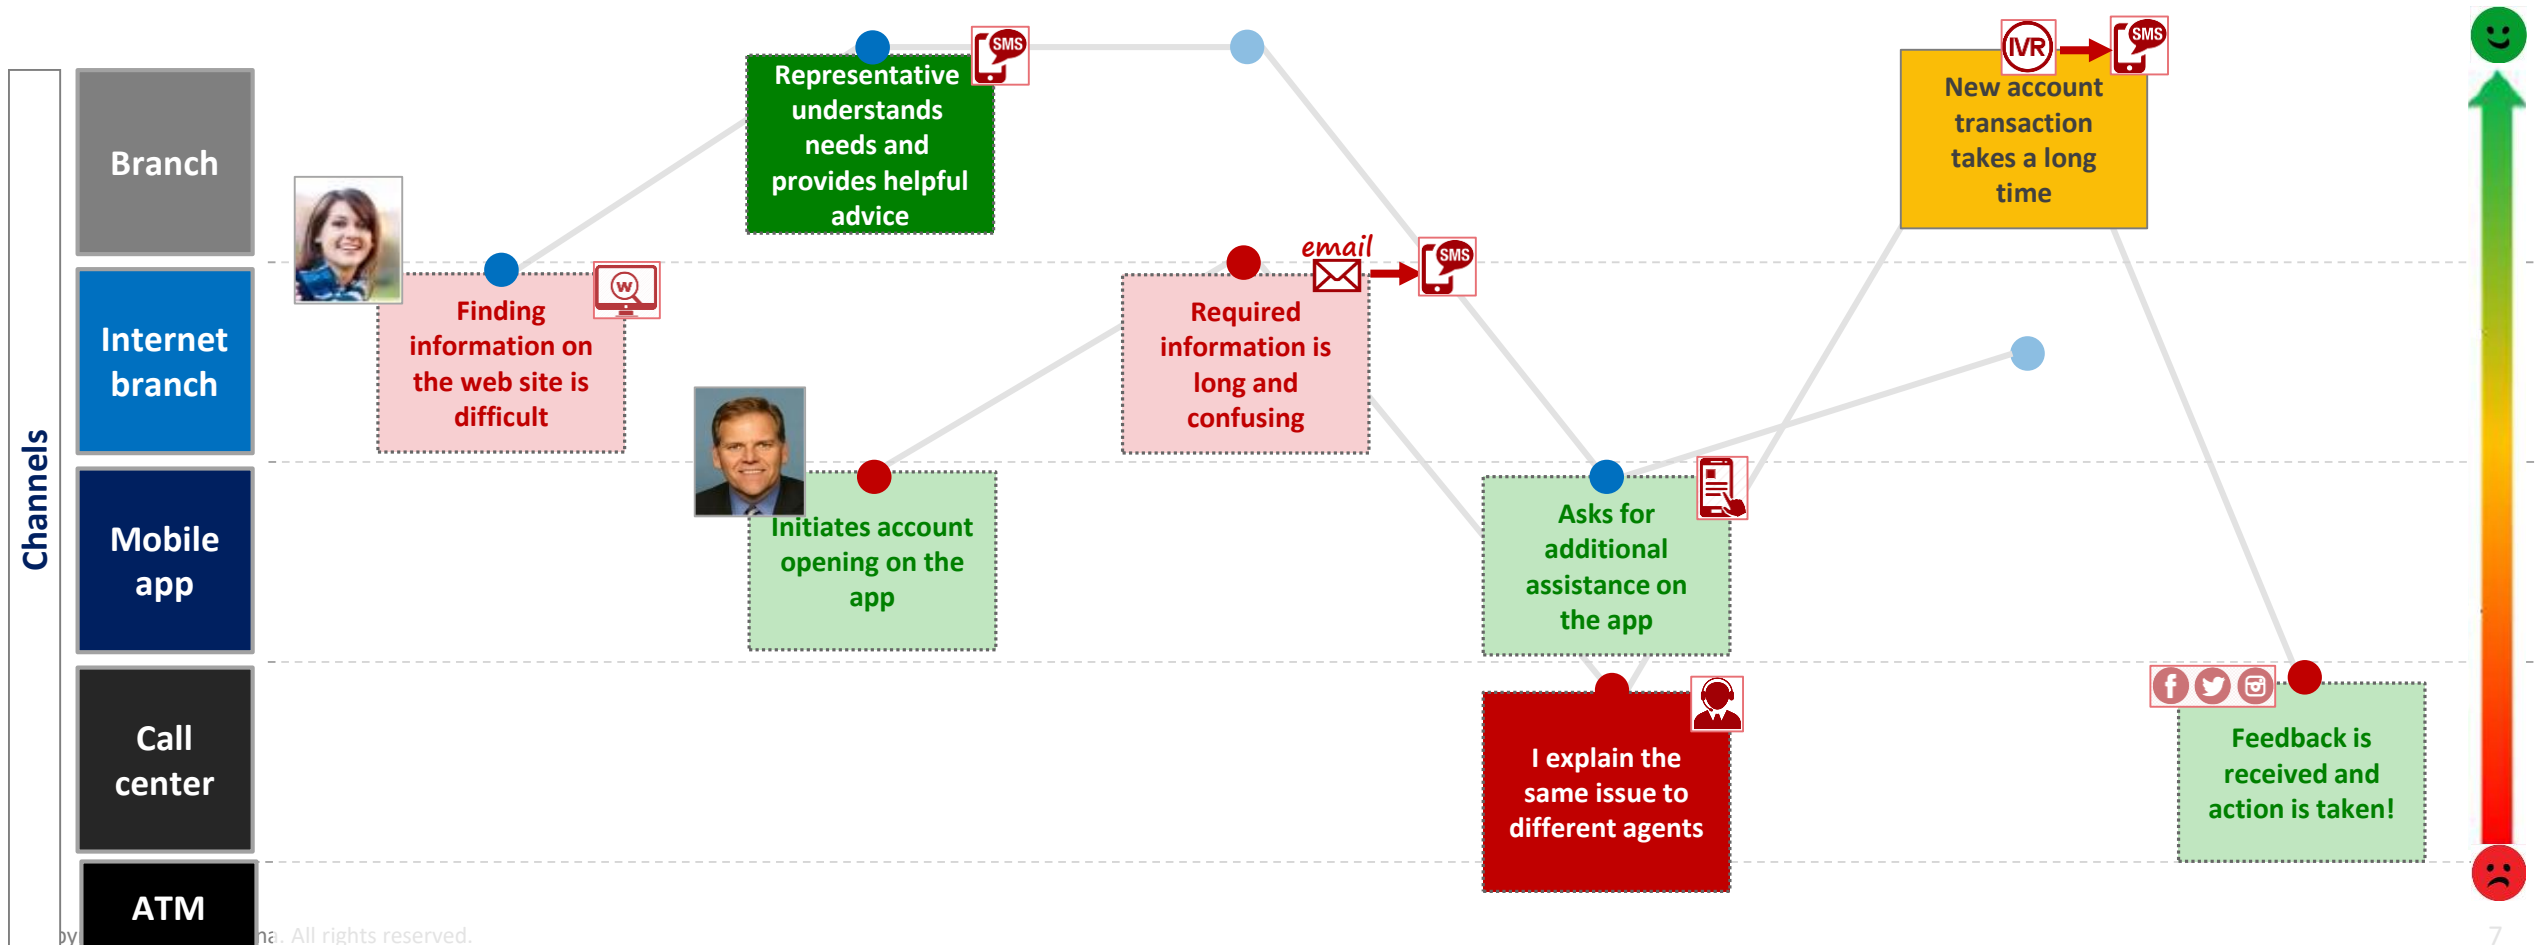 Channels
Branch
Internet
branch
Mobile
app
Call
center
ATM
Finding
information on
the web site is
difficult
W
Representative
understands
needs and
provides helpful
advice
SMS
Initiates account
opening on the
app
Required
information is
long and
confusing
email
SMS
Asks for
additional
assistance on
the app
I explain the
same issue to
different agents
IVR
SMS
New account
transaction
takes a long
time
Feedback is
received and
action is taken!
All rights reserved.
7